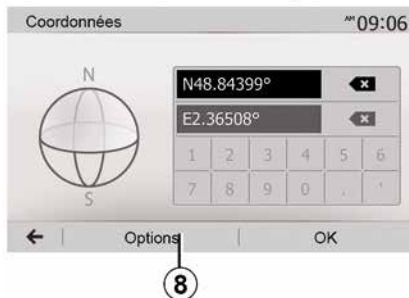 Coordonnées AM 09:06
N
N48.84399°
E2.36508°
1 2 3 4 5 6
7 8 9 0 . '
S
Options OK
8